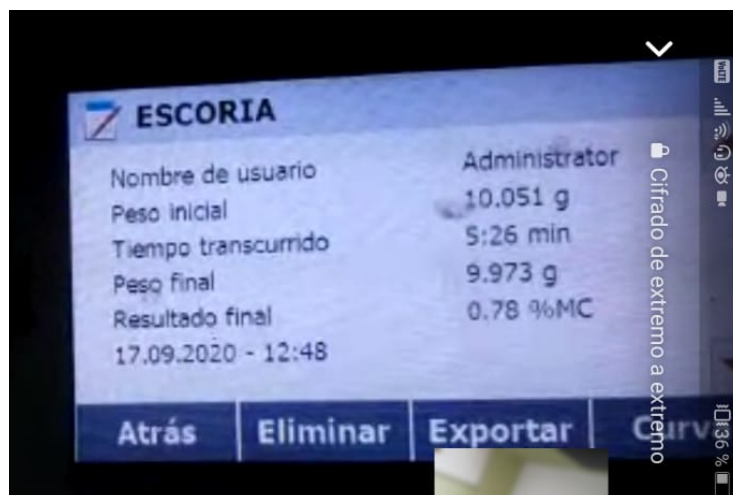 ESCORIA
Nombre de usuario Administrator
Peso inicial 10.051 g
Tiempo transcurrido 5:26 min
Peso final 9.973 g
Resultado final 0.78 %MC
17.09.2020 - 12:48
Atrás Eliminar Exportar
Cifrado de extremo a extremo
VoLTE
36 %